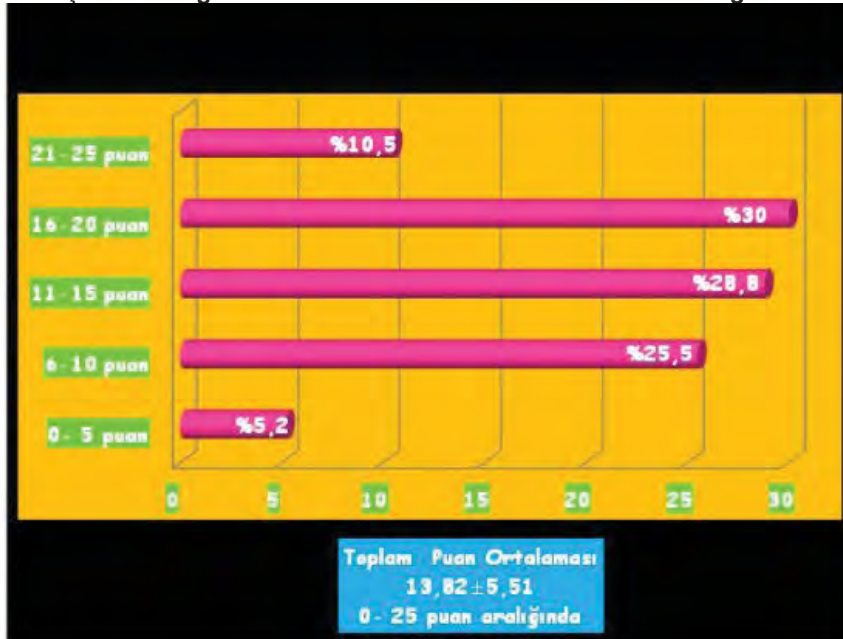 21-25 puan
%10,5
16-20 puan
%30
11-15 puan
%28,8
6-10 puan
%25,5
0- 5 puan
%5,2
0 5 10 15 20 25 30
Toplam Puan Ortalaması
13,82±5,51
0- 25 puan aralığında